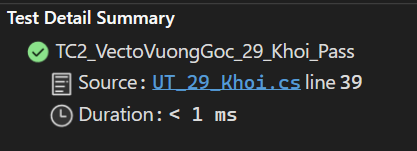 Test Detail Summary
TC2_VectoVuongGoc_29_Khoi_Pass
Source: UT_29_Khoi.cs line 39
Duration: < 1 ms